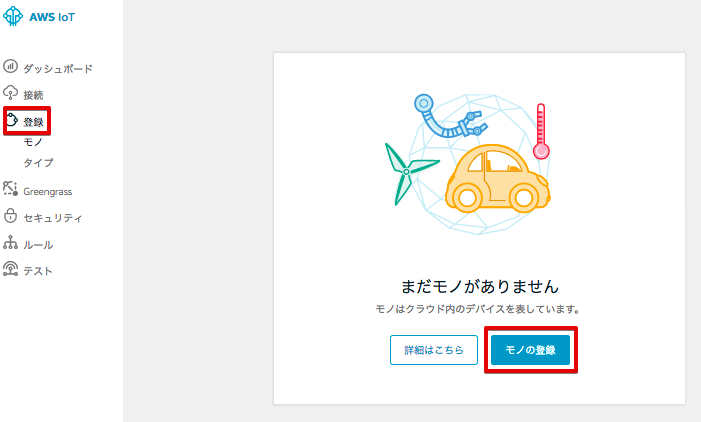 AWS IoT
ダッシュボード
接続
登録
モノ
タイプ
Greengrass
セキュリティ
ルール
テスト
まだモノがありません
モノはクラウド内のデバイスを表しています。
詳細はこちら
モノの登録